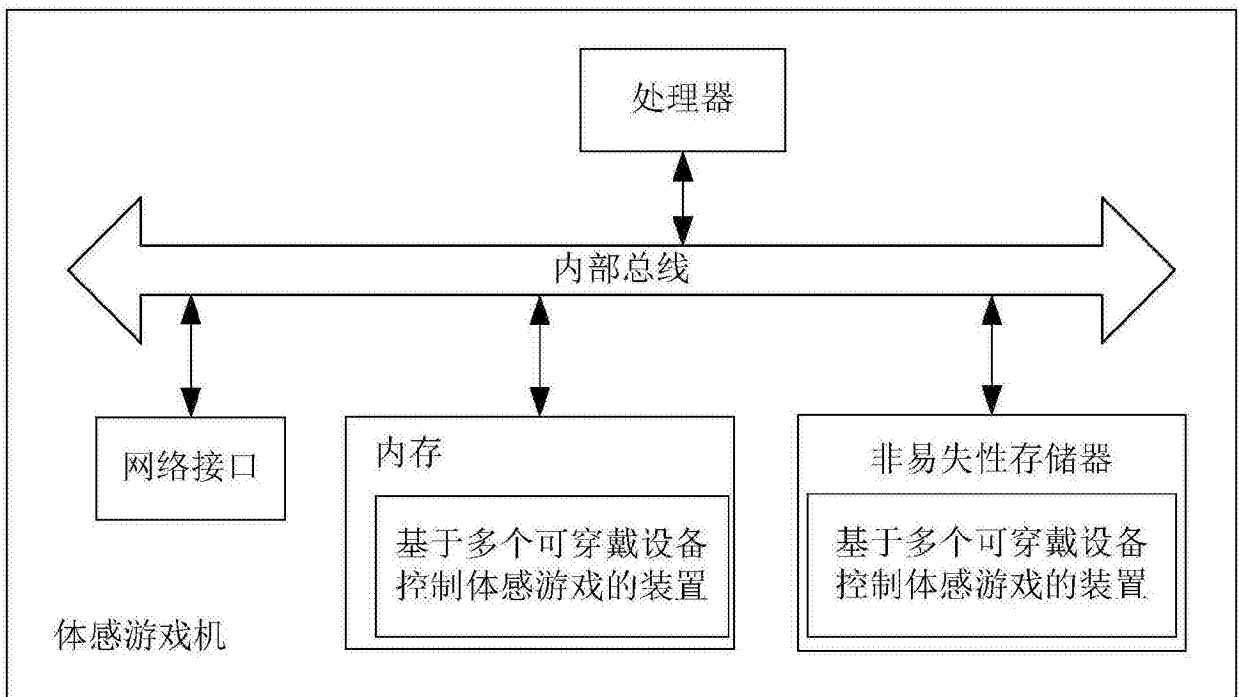 处理器
内部总线
网络接口
内存
基于多个可穿戴设备
控制体感游戏的装置
非易失性存储器
基于多个可穿戴设备
控制体感游戏的装置
体感游戏机